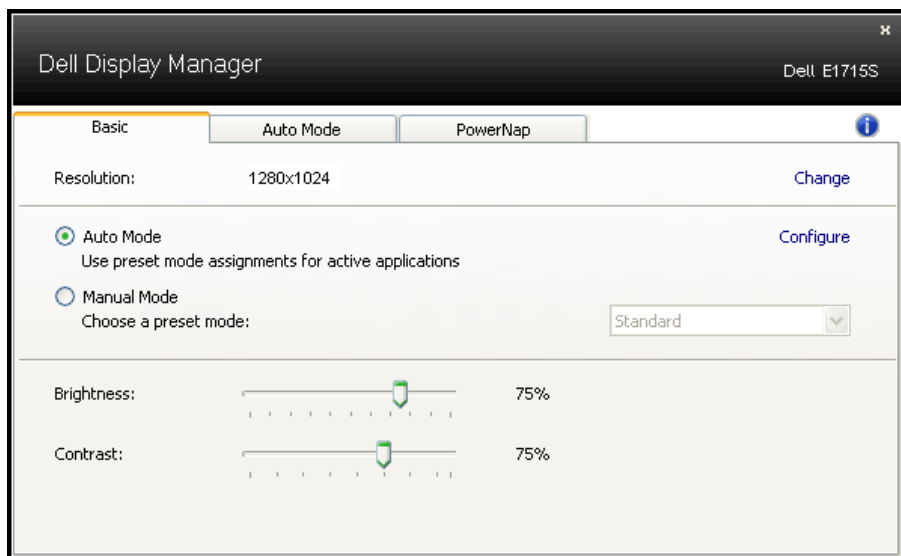 Dell Display Manager
Dell E1715S
Basic
Auto Mode
PowerNap
Resolution: 1280x1024 Change
Auto Mode Configure
Use preset mode assignments for active applications
Manual Mode
Choose a preset mode: Standard
Brightness: 75%
Contrast: 75%